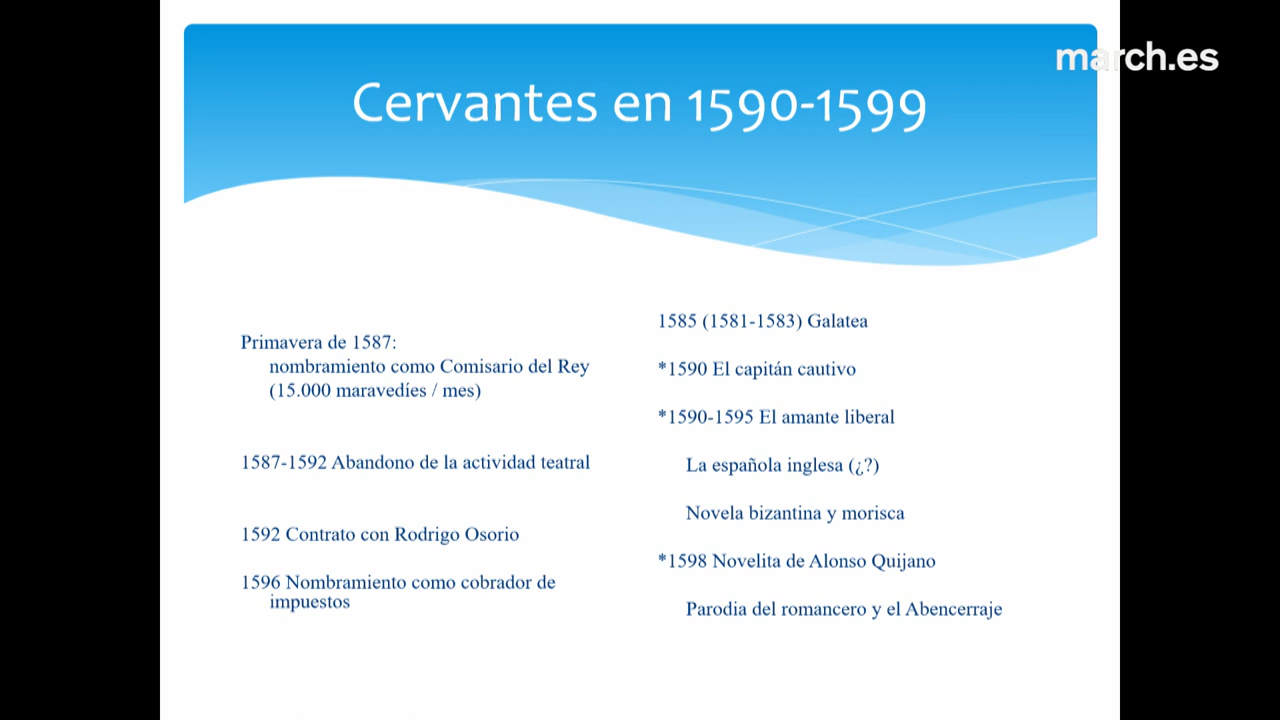 march.es
Cervantes en 1590-1599
Primavera de 1587:
nombramiento como Comisario del Rey
(15.000 maravedíes / mes)
1587-1592 Abandono de la actividad teatral
1592 Contrato con Rodrigo Osorio
1596 Nombramiento como cobrador de
impuestos
1585 (1581-1583) Galatea
*1590 El capitán cautivo
*1590-1595 El amante liberal
La española inglesa (¿?)
Novela bizantina y morisca
*1598 Novelita de Alonso Quijano
Parodia del romancero y el Abencerraje